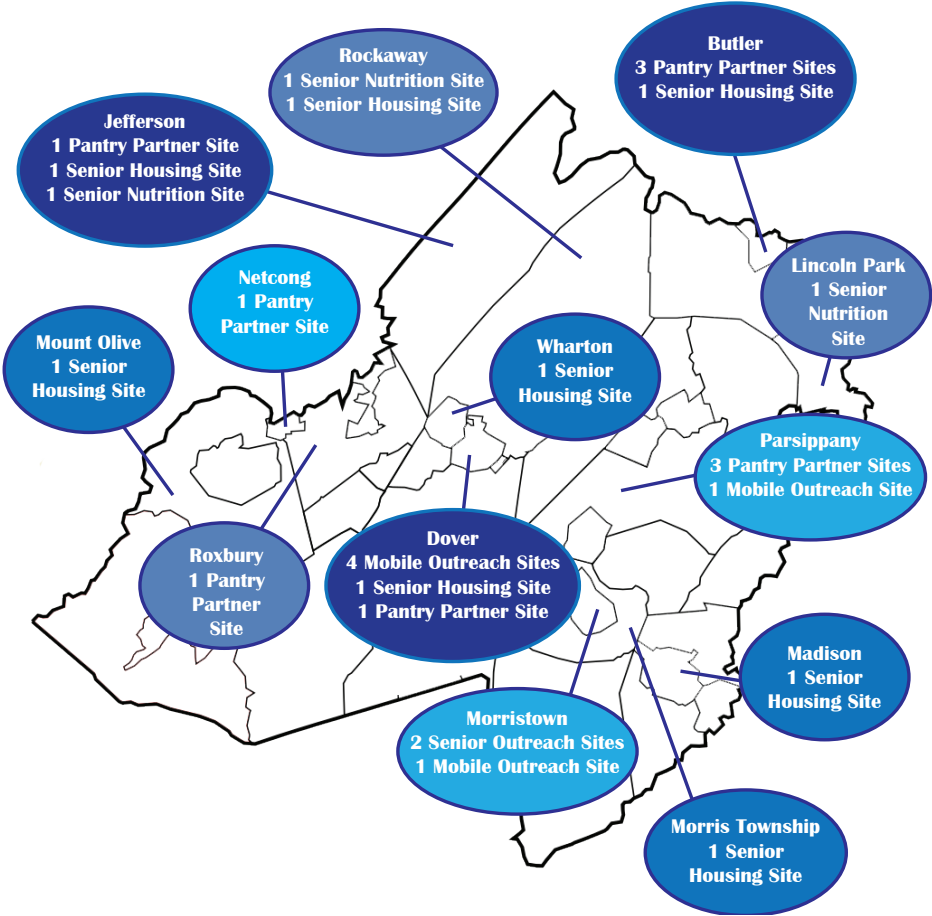 Butler
3 Pantry Partner Sites
1 Senior Housing Site
Rockaway
1 Senior Nutrition Site
1 Senior Housing Site
Jefferson
1 Pantry Partner Site
1 Senior Housing Site
1 Senior Nutrition Site
Lincoln Park
1 Senior
Nutrition
Site
Netcong
1 Pantry
Partner Site
Mount Olive
1 Senior
Housing Site
Wharton
1 Senior
Housing Site
Parsippany
3 Pantry Partner Sites
1 Mobile Outreach Site
Roxbury
1 Pantry
Partner
Site
Dover
4 Mobile Outreach Sites
1 Senior Housing Site
1 Pantry Partner Site
Madison
1 Senior
Housing Site
Morristown
2 Senior Outreach Sites
1 Mobile Outreach Site
Morris Township
1 Senior
Housing Site